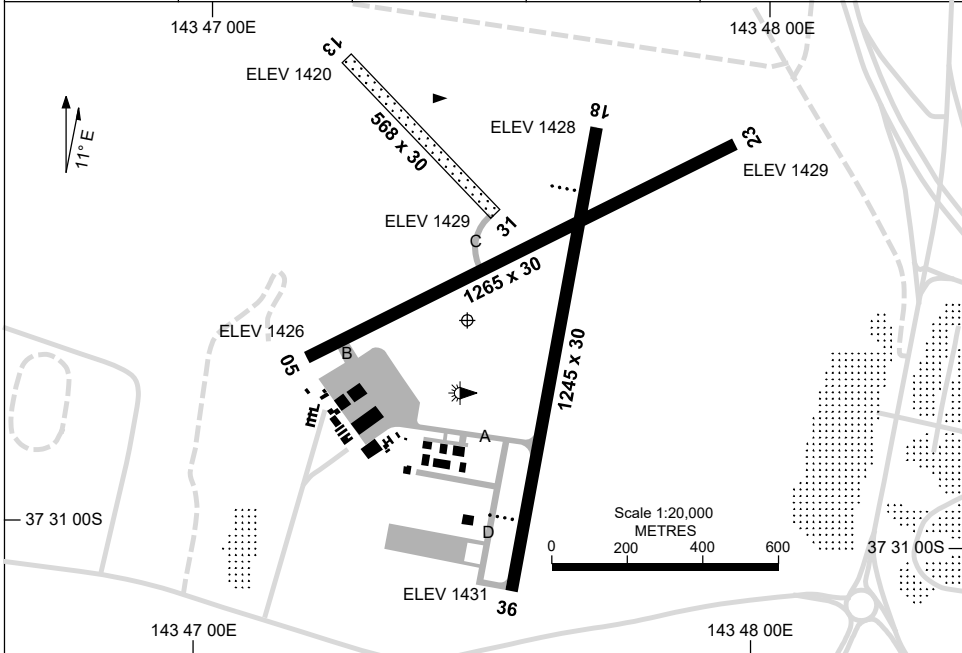 143 47 00E
143 48 00E
13
ELEV 1420
18
ELEV 1428
23
11° E
568 x 30
ELEV 1429
ELEV 1429
31
C
1265 x 30
ELEV 1426
05
B
1245 x 30
A
Scale 1:20,000
METRES
0 200 400 600
37 31 00S
D
37 31 00S
ELEV 1431
36
143 47 00E
143 48 00E